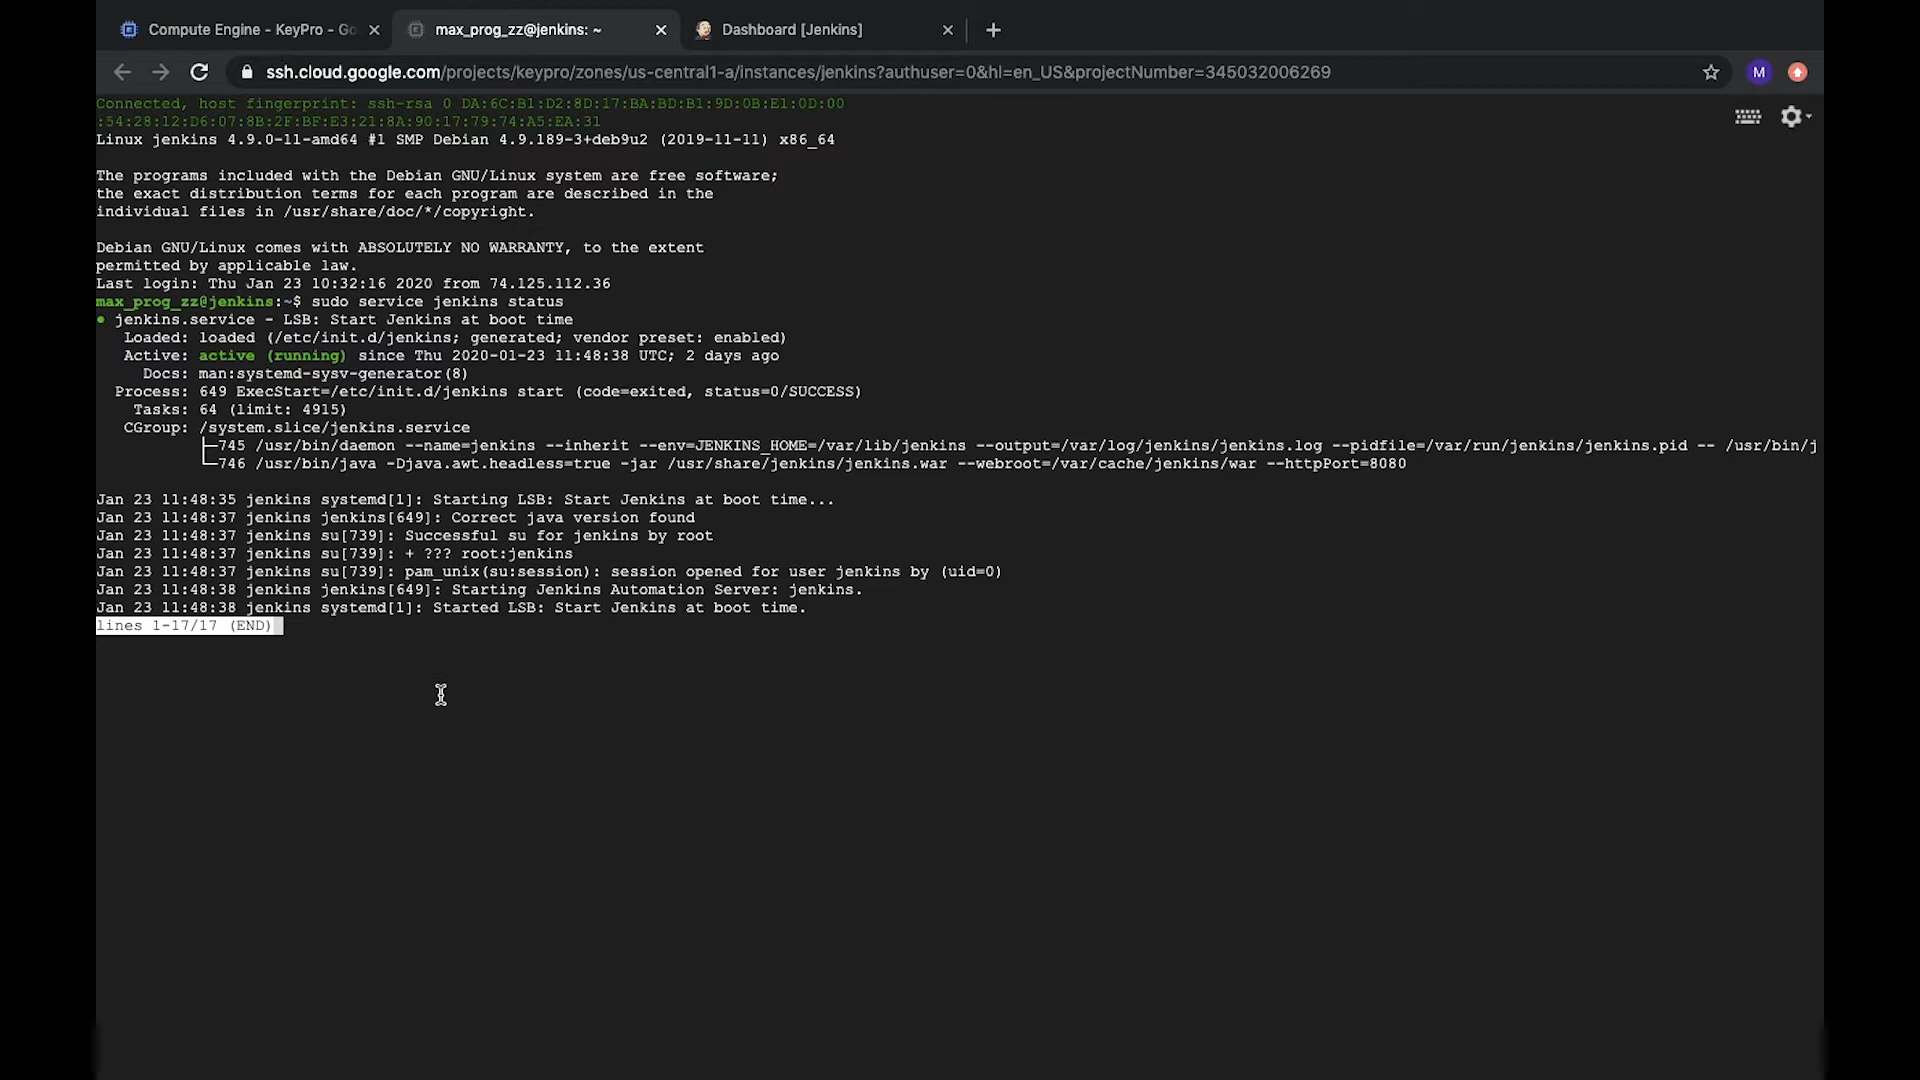 Compute Engine - KeyPro - Go
max_prog_zz@jenkins: ~
Dashboard [Jenkins]
ssh.cloud.google.com/projects/keypro/zones/us-central1-a/instances/jenkins?authuser=0&hl=en_US&projectNumber=345032006269
M
Connected, host fingerprint: ssh-rsa 0 DA:6C:B1:D2:8D:17:BA:BD:B1:9D:0B:E1:0D:00
:54:28:12:D6:07:8B:2F:BF:E3:21:8A:90:17:79:74:A5:EA:31
Linux jenkins 4.9.0-11-amd64 #1 SMP Debian 4.9.189-3+deb9u2 (2019-11-11) x86_64
The programs included with the Debian GNU/Linux system are free software;
the exact distribution terms for each program are described in the
individual files in /usr/share/doc/*/copyright.
Debian GNU/Linux comes with ABSOLUTELY NO WARRANTY, to the extent
permitted by applicable law.
Last login: Thu Jan 23 10:32:16 2020 from 74.125.112.36
max_prog_zz@jenkins:~$ sudo service jenkins status
● jenkins.service - LSB: Start Jenkins at boot time
Loaded: loaded (/etc/init.d/jenkins; generated; vendor preset: enabled)
Active: active (running) since Thu 2020-01-23 11:48:38 UTC; 2 days ago
Docs: man:systemd-sysv-generator(8)
Process: 649 ExecStart=/etc/init.d/jenkins start (code=exited, status=0/SUCCESS)
Tasks: 64 (limit: 4915)
CGroup: /system.slice/jenkins.service
├─745 /usr/bin/daemon --name=jenkins --inherit --env=JENKINS_HOME=/var/lib/jenkins --output=/var/log/jenkins/jenkins.log --pidfile=/var/run/jenkins/jenkins.pid -- /usr/bin/j
└─746 /usr/bin/java -Djava.awt.headless=true -jar /usr/share/jenkins/jenkins.war --webroot=/var/cache/jenkins/war --httpPort=8080
Jan 23 11:48:35 jenkins systemd[1]: Starting LSB: Start Jenkins at boot time...
Jan 23 11:48:37 jenkins jenkins[649]: Correct java version found
Jan 23 11:48:37 jenkins su[739]: Successful su for jenkins by root
Jan 23 11:48:37 jenkins su[739]: + ??? root:jenkins
Jan 23 11:48:37 jenkins su[739]: pam_unix(su:session): session opened for user jenkins by (uid=0)
Jan 23 11:48:38 jenkins jenkins[649]: Starting Jenkins Automation Server: jenkins.
Jan 23 11:48:38 jenkins systemd[1]: Started LSB: Start Jenkins at boot time.
lines 1-17/17 (END)